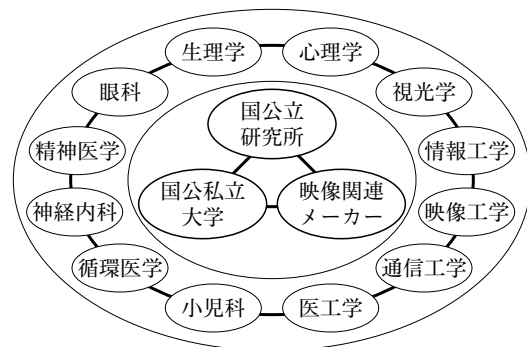 生理学
心理学
眼科
視光学
国公立
研究所
精神医学
情報工学
国公私立
大学
映像関連
メーカー
神経内科
映像工学
循環医学
通信工学
小児科
医工学